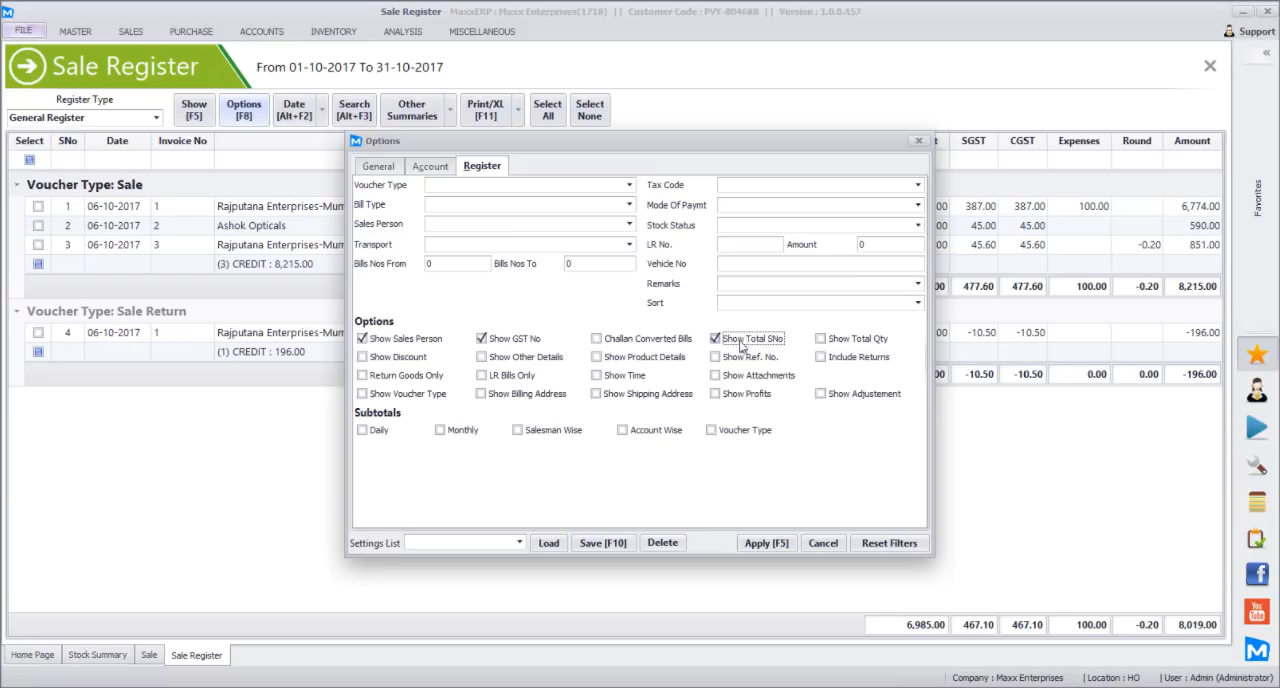 Sale Register - MaxxERP : Maxx Enterprises(1718) || Customer Code : PVY-804688 || Version : 1.0.0.457
FILE MASTER SALES PURCHASE ACCOUNTS INVENTORY ANALYSIS MISCELLANEOUS Support
Sale Register From 01-10-2017 To 31-10-2017
Register Type
General Register
Show [F5] Options [F8] Date [Alt+F2] Search [Alt+F3] Other Summaries Print/XL [F11] Select All Select None
Select SNo Date Invoice No SGST CGST Expenses Round Amount
Voucher Type: Sale
1 06-10-2017 1 Rajputana Enterprises-Mum 00 387.00 387.00 100.00 6,774.00
2 06-10-2017 2 Ashok Opticals 00 45.00 45.00 590.00
3 06-10-2017 3 Rajputana Enterprises-Mum 00 45.60 45.60 -0.20 851.00
(3) CREDIT : 8,215.00
00 477.60 477.60 100.00 -0.20 8,215.00
Voucher Type: Sale Return
4 06-10-2017 1 Rajputana Enterprises-Mum 00 -10.50 -10.50 -196.00
(1) CREDIT : 196.00
00 -10.50 -10.50 0.00 0.00 -196.00
6,985.00 467.10 467.10 100.00 -0.20 8,019.00
Options
General Account Register
Voucher Type Tax Code
Bill Type Mode Of Paymt
Sales Person Stock Status
Transport LR No. Amount 0
Bills Nos From 0 Bills Nos To 0 Vehicle No
Remarks
Sort
Options
Show Sales Person Show GST No Challan Converted Bills Show Total SNo Show Total Qty
Show Discount Show Other Details Show Product Details Show Ref. No. Include Returns
Return Goods Only LR Bills Only Show Time Show Attachments
Show Voucher Type Show Billing Address Show Shipping Address Show Profits Show Adjustement
Subtotals
Daily Monthly Salesman Wise Account Wise Voucher Type
Settings List Load Save [F10] Delete Apply [F5] Cancel Reset Filters
Favorites
You Tube
Home Page Stock Summary Sale Sale Register
Company : Maxx Enterprises | Location : HO | User : Admin (Administrator)